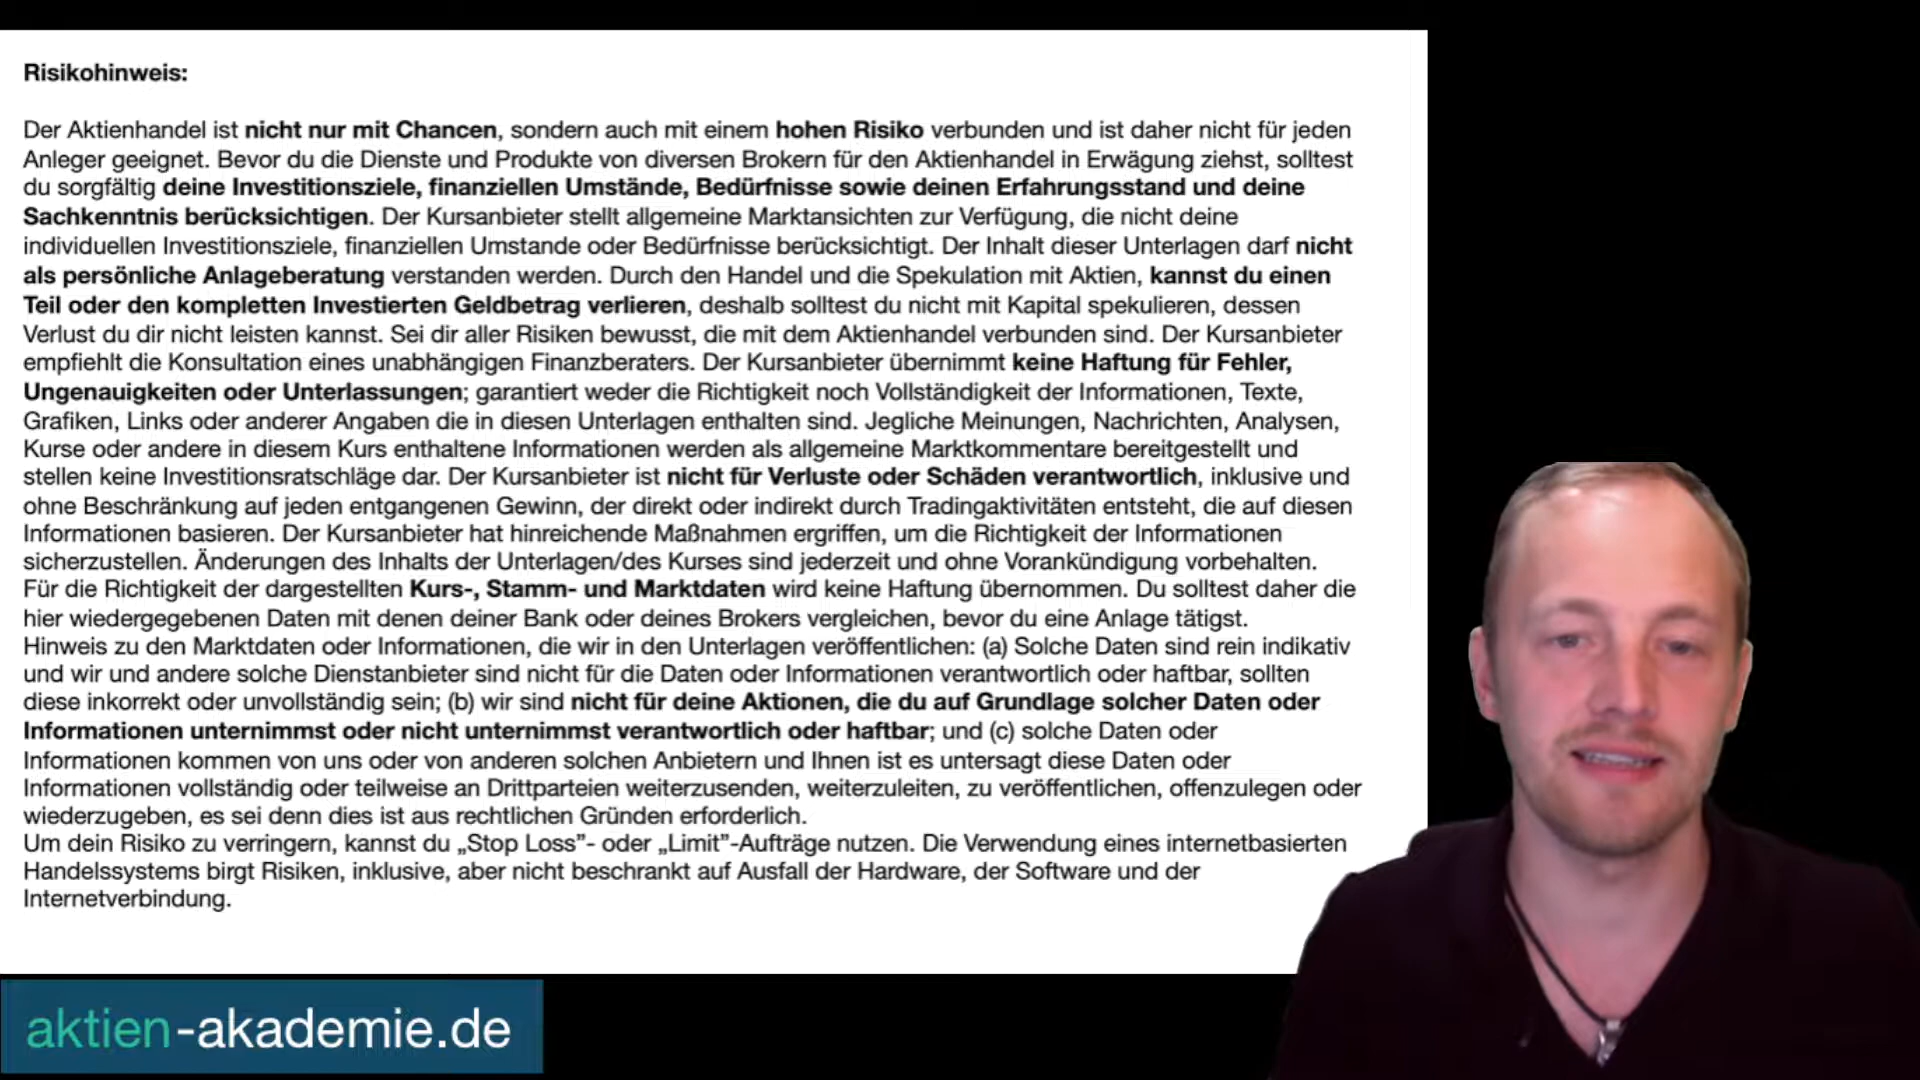 Risikohinweis:
Der Aktienhandel ist nicht nur mit Chancen, sondern auch mit einem hohen Risiko verbunden und ist daher nicht für jeden
Anleger geeignet. Bevor du die Dienste und Produkte von diversen Brokern für den Aktienhandel in Erwägung ziehst, solltest
du sorgfältig deine Investitionsziele, finanziellen Umstände, Bedürfnisse sowie deinen Erfahrungsstand und deine
Sachkenntnis berücksichtigen. Der Kursanbieter stellt allgemeine Marktansichten zur Verfügung, die nicht deine
individuellen Investitionsziele, finanziellen Umstande oder Bedürfnisse berücksichtigt. Der Inhalt dieser Unterlagen darf nicht
als persönliche Anlageberatung verstanden werden. Durch den Handel und die Spekulation mit Aktien, kannst du einen
Teil oder den kompletten Investierten Geldbetrag verlieren, deshalb solltest du nicht mit Kapital spekulieren, dessen
Verlust du dir nicht leisten kannst. Sei dir aller Risiken bewusst, die mit dem Aktienhandel verbunden sind. Der Kursanbieter
empfiehlt die Konsultation eines unabhängigen Finanzberaters. Der Kursanbieter übernimmt keine Haftung für Fehler,
Ungenauigkeiten oder Unterlassungen; garantiert weder die Richtigkeit noch Vollständigkeit der Informationen, Texte,
Grafiken, Links oder anderer Angaben die in diesen Unterlagen enthalten sind. Jegliche Meinungen, Nachrichten, Analysen,
Kurse oder andere in diesem Kurs enthaltene Informationen werden als allgemeine Marktkommentare bereitgestellt und
stellen keine Investitionsratschläge dar. Der Kursanbieter ist nicht für Verluste oder Schäden verantwortlich, inklusive und
ohne Beschränkung auf jeden entgangenen Gewinn, der direkt oder indirekt durch Tradingaktivitäten entsteht, die auf diesen
Informationen basieren. Der Kursanbieter hat hinreichende Maßnahmen ergriffen, um die Richtigkeit der Informationen
sicherzustellen. Änderungen des Inhalts der Unterlagen/des Kurses sind jederzeit und ohne Vorankündigung vorbehalten.
Für die Richtigkeit der dargestellten Kurs-, Stamm- und Marktdaten wird keine Haftung übernommen. Du solltest daher die
hier wiedergegebenen Daten mit denen deiner Bank oder deines Brokers vergleichen, bevor du eine Anlage tätigst.
Hinweis zu den Marktdaten oder Informationen, die wir in den Unterlagen veröffentlichen: (a) Solche Daten sind rein indikativ
und wir und andere solche Dienstanbieter sind nicht für die Daten oder Informationen verantwortlich oder haftbar, sollten
diese inkorrekt oder unvollständig sein; (b) wir sind nicht für deine Aktionen, die du auf Grundlage solcher Daten oder
Informationen unternimmst oder nicht unternimmst verantwortlich oder haftbar; und (c) solche Daten oder
Informationen kommen von uns oder von anderen solchen Anbietern und Ihnen ist es untersagt diese Daten oder
Informationen vollständig oder teilweise an Drittparteien weiterzusenden, weiterzuleiten, zu veröffentlichen, offenzulegen oder
wiederzugeben, es sei denn dies ist aus rechtlichen Gründen erforderlich.
Um dein Risiko zu verringern, kannst du „Stop Loss”- oder „Limit”-Aufträge nutzen. Die Verwendung eines internetbasierten
Handelssystems birgt Risiken, inklusive, aber nicht beschrankt auf Ausfall der Hardware, der Software und der
Internetverbindung.
aktien-akademie.de